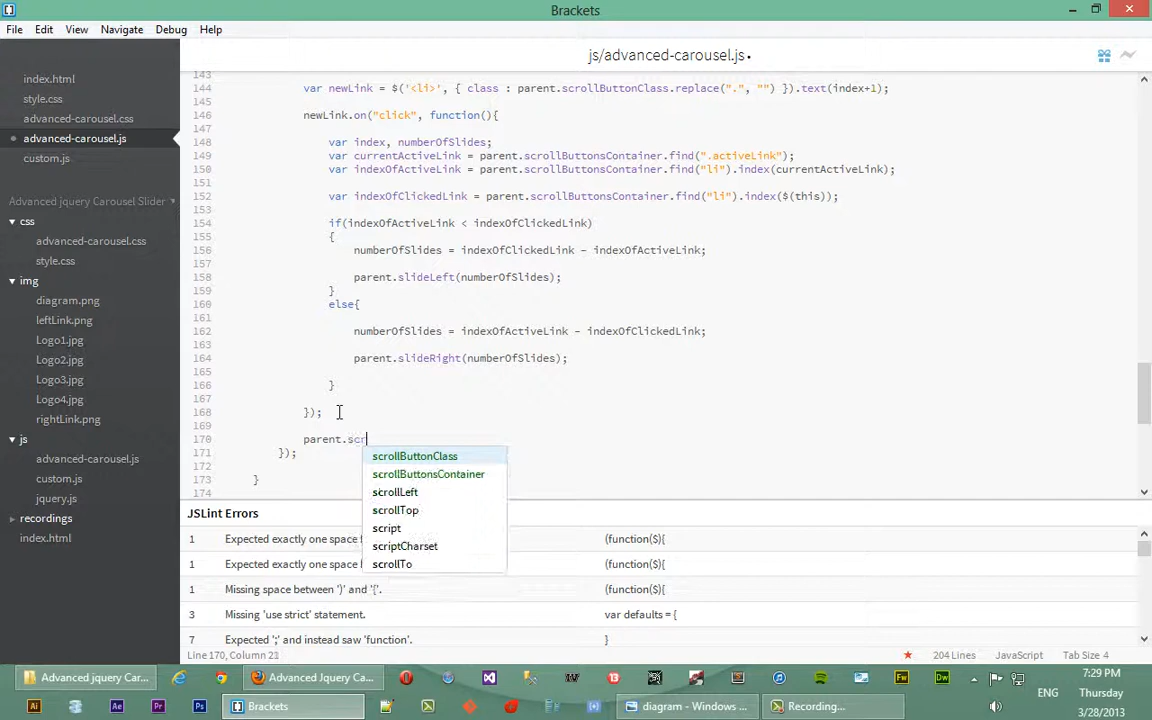 Brackets
File Edit View Navigate Debug Help
js/advanced-carousel.js •
index.html
style.css
advanced-carousel.css
advanced-carousel.js
custom.js
Advanced jquery Carousel Slider
css
advanced-carousel.css
style.css
img
diagram.png
leftLink.png
Logo1.jpg
Logo2.jpg
Logo3.jpg
Logo4.jpg
rightLink.png
js
advanced-carousel.js
custom.js
jquery.js
recordings
index.html
143
144 var newLink = $('<li>', { class : parent.scrollButtonClass.replace(".", "") }).text(index+1);
145
146 newLink.on("click", function(){
147
148 var index, numberOfSlides;
149 var currentActiveLink = parent.scrollButtonsContainer.find(".activeLink");
150 var indexOfActiveLink = parent.scrollButtonsContainer.find("li").index(currentActiveLink);
151
152 var indexOfClickedLink = parent.scrollButtonsContainer.find("li").index($(this));
153
154 if(indexOfActiveLink < indexOfClickedLink)
155 {
156 numberOfSlides = indexOfClickedLink - indexOfActiveLink;
157
158 parent.slideLeft(numberOfSlides);
159 }
160 else{
161
162 numberOfSlides = indexOfActiveLink - indexOfClickedLink;
163
164 parent.slideRight(numberOfSlides);
165
166 }
167
168 });
169
170 parent.scr
171 });
172
173 }
174
scrollButtonClass
scrollButtonsContainer
scrollLeft
scrollTop
script
scriptCharset
scrollTo
JSLint Errors
1 Expected exactly one space (function($){
1 Expected exactly one space (function($){
1 Missing space between ')' and '{'. (function($){
3 Missing 'use strict' statement. var defaults = {
7 Expected ';' and instead saw 'function'. }
Line 170, Column 21 204 Lines JavaScript Tab Size 4
Advanced jquery Car... Advanced Jquery Ca... 7:29 PM
ENG Thursday
Brackets diagram - Windows ... Recording... 3/28/2013